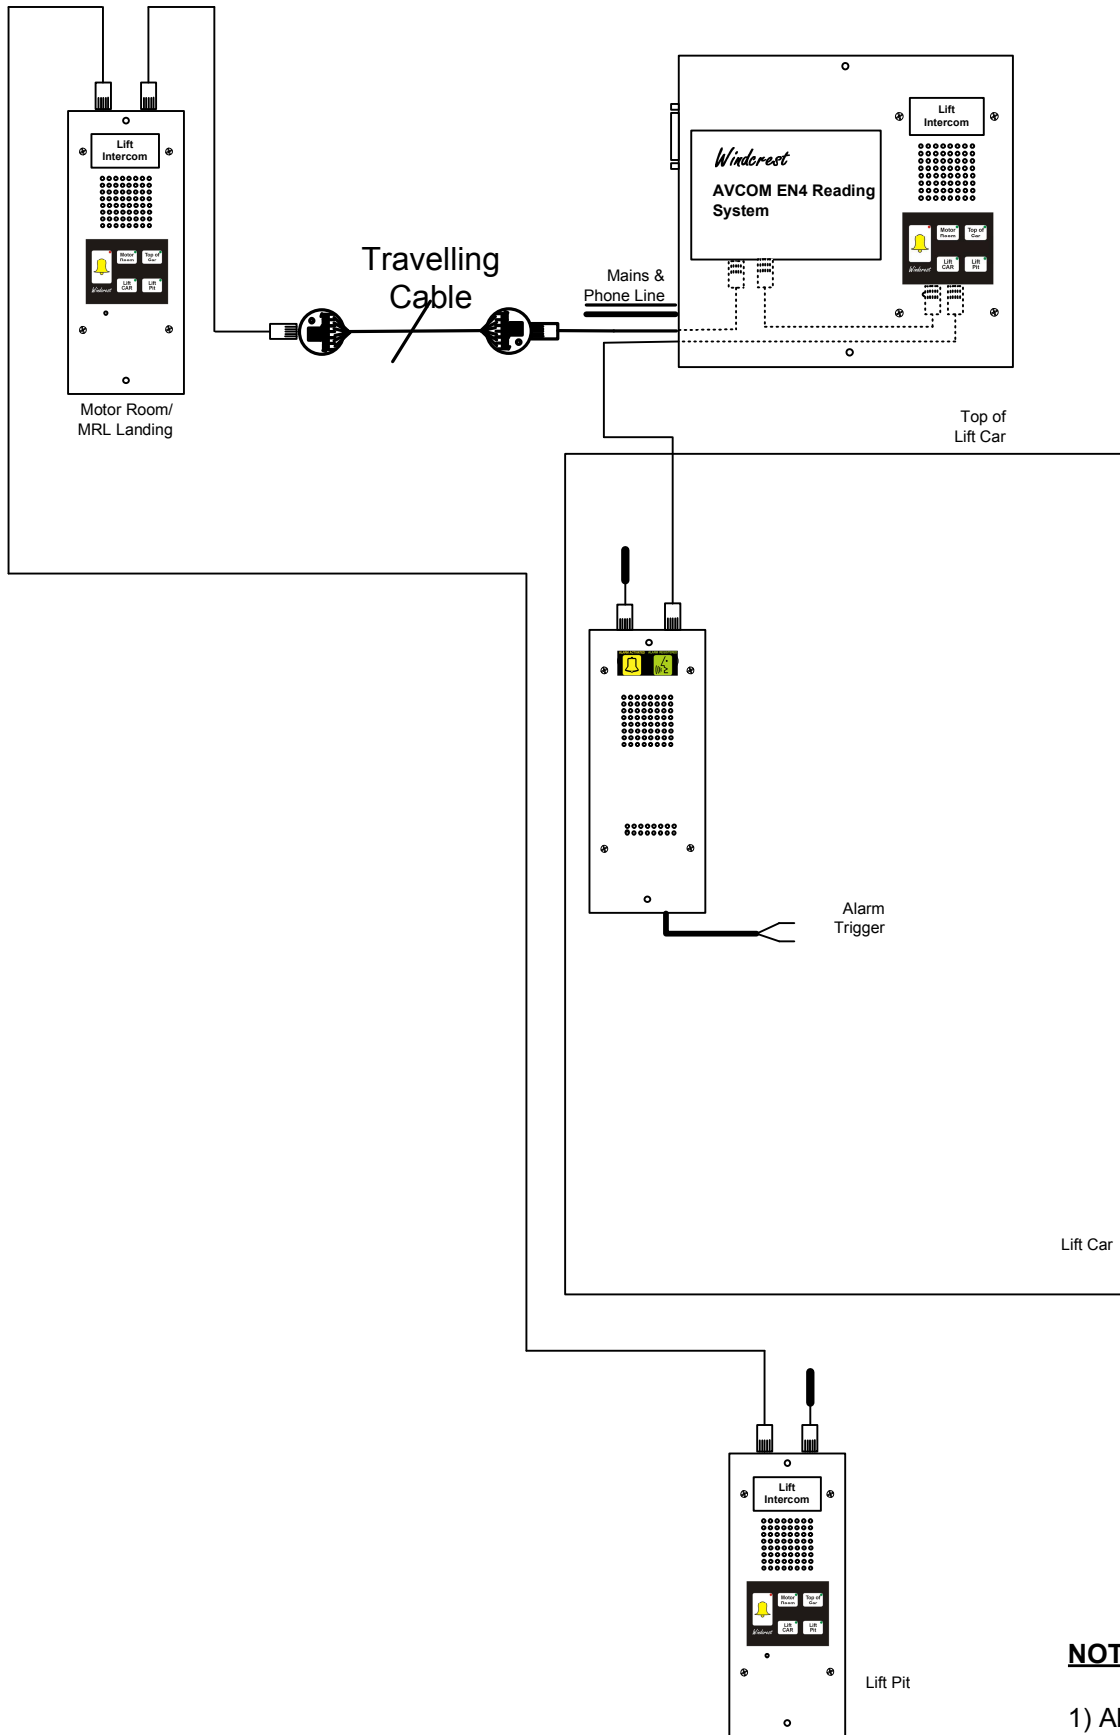 Lift
Intercom
Motor
Room
Top of
Car
Lift
CAR
Lift
Pit
Windcrest
Motor Room/
MRL Landing
Travelling
Cable
Mains &
Phone Line
Windcrest
AVCOM EN4 Reading
System
Lift
Intercom
Motor
Room
Top of
Car
Lift
CAR
Lift
Pit
Windcrest
Top of
Lift Car
Alarm
Trigger
Lift Car
Lift
Intercom
Motor
Room
Top of
Car
Lift
CAR
Lift
Pit
Windcrest
Lift Pit
NOT